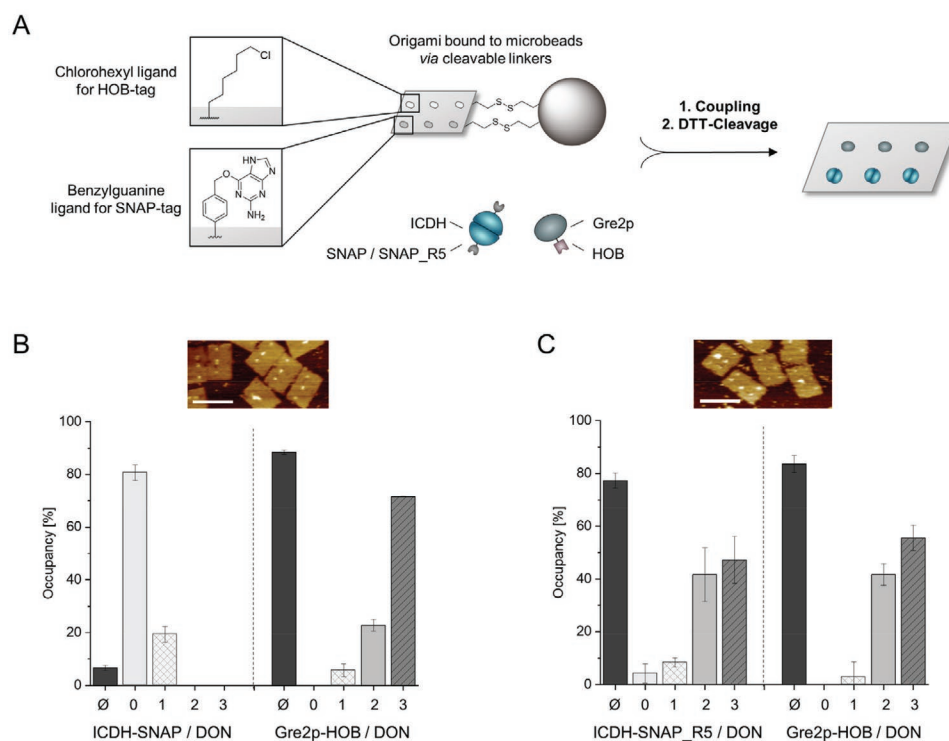 A
Chlorohexyl ligand
for HOB-tag
Cl
Origami bound to microbeads
via cleavable linkers
S
S
S
S
1. Coupling
2. DTT-Cleavage
Benzylguanine
ligand for SNAP-tag
HN
N
O
N
N
NH2
ICDH
SNAP / SNAP_R5
Gre2p
HOB
B
100
80
60
40
20
0
Occupancy [%]
Ø 0 1 2 3 Ø 0 1 2 3
ICDH-SNAP / DON Gre2p-HOB / DON
C
100
80
60
40
20
0
Occupancy [%]
Ø 0 1 2 3 Ø 0 1 2 3
ICDH-SNAP_R5 / DON Gre2p-HOB / DON